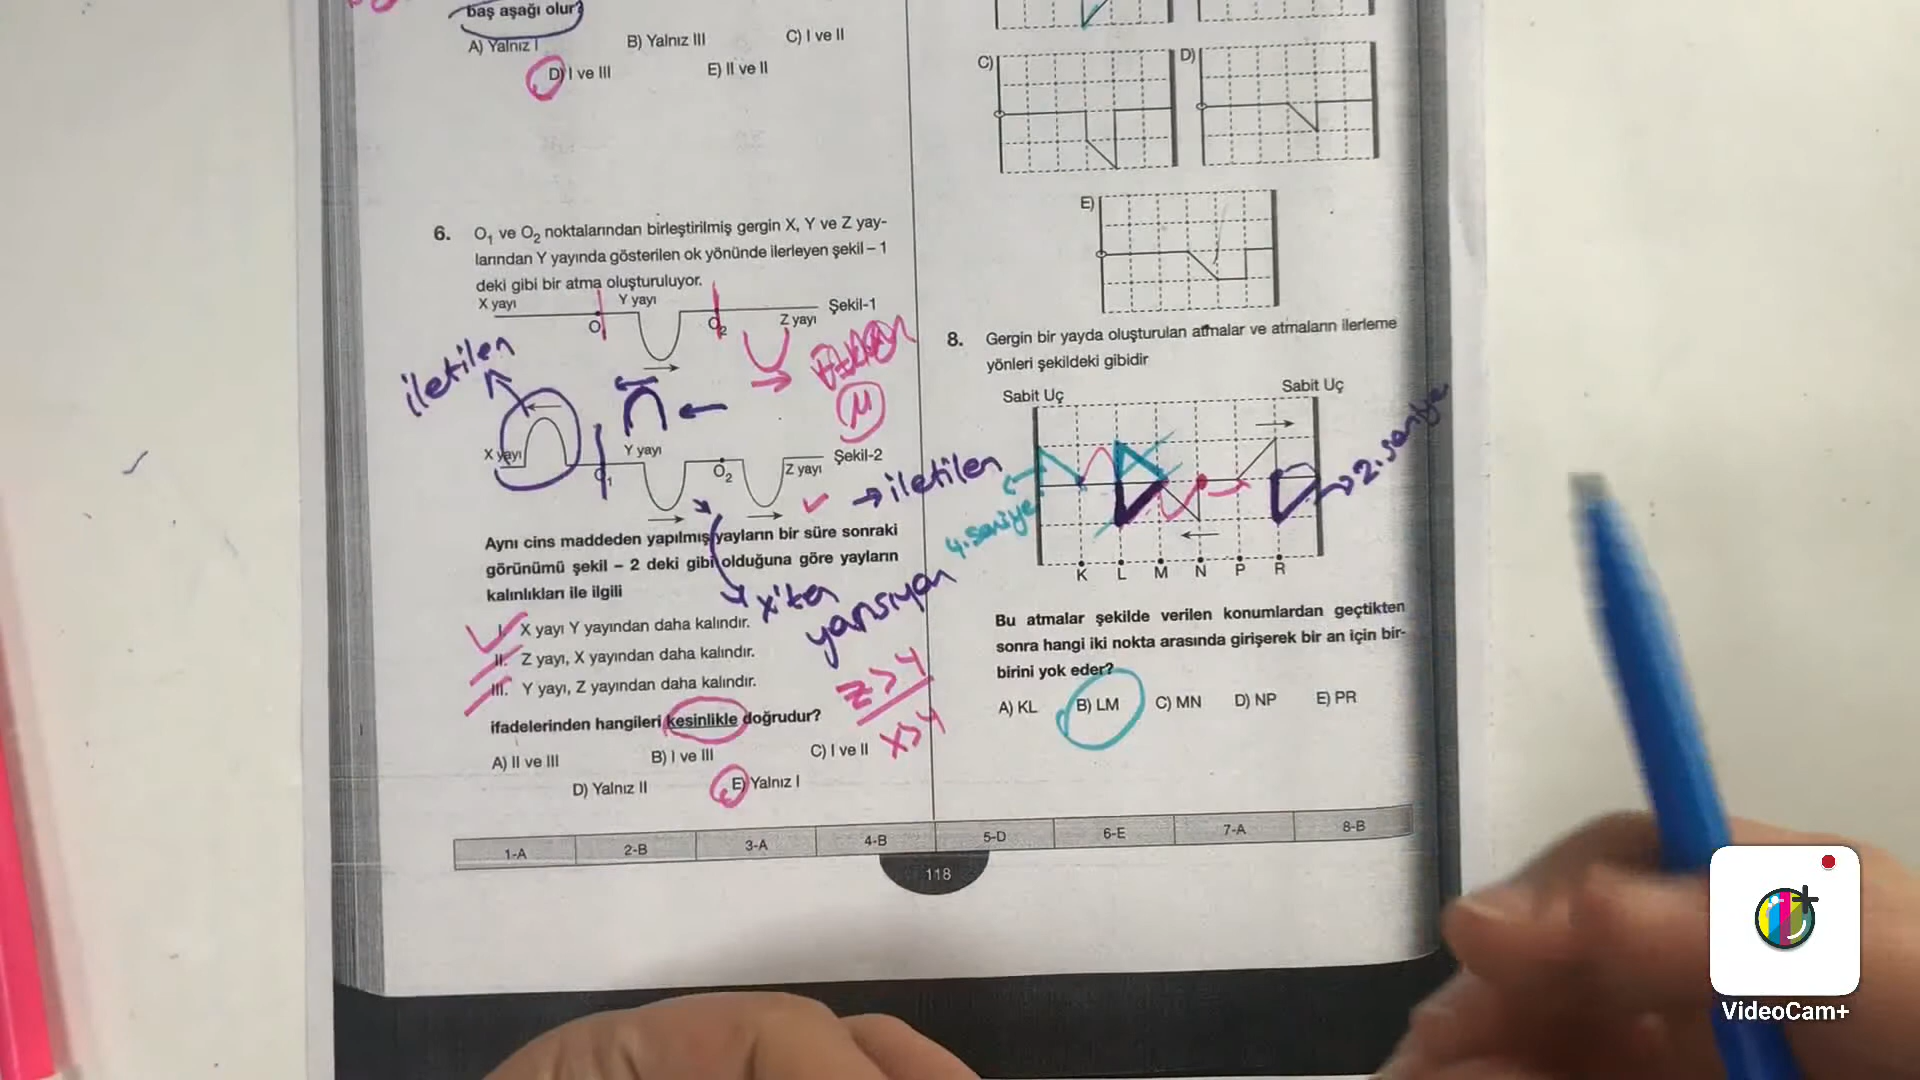 baş aşağı olur?
A) Yalnız I
B) Yalnız III
C) I ve II
D) I ve III
E) II ve II
6. O1 ve O2 noktalarından birleştirilmiş gergin X, Y ve Z yay-
larından Y yayında gösterilen ok yönünde ilerleyen şekil – 1
deki gibi bir atma oluşturuluyor.
X yayı
Y yayı
Şekil-1
O
O2
Z yayı
iletilen
X yayı
Y yayı
Şekil-2
O1
O2
Z yayı
iletilen
Aynı cins maddeden yapılmış yayların bir süre sonraki
görünümü şekil – 2 deki gibi olduğuna göre yayların
kalınlıkları ile ilgili
x'ten
yansıyan
I. X yayı Y yayından daha kalındır.
II. Z yayı, X yayından daha kalındır.
III. Y yayı, Z yayından daha kalındır.
Z>Y
X>Y
ifadelerinden hangileri kesinlikle doğrudur?
A) II ve III
B) I ve III
C) I ve II
D) Yalnız II
E) Yalnız I
C)
D)
E)
8. Gergin bir yayda oluşturulan atmalar ve atmaların ilerleme
yönleri şekildeki gibidir
Sabit Uç
Sabit Uç
2. saniye
4. saniye
K L M N P R
Bu atmalar şekilde verilen konumlardan geçtikten
sonra hangi iki nokta arasında girişerek bir an için bir-
birini yok eder?
A) KL
B) LM
C) MN
D) NP
E) PR
1-A
2-B
3-A
4-B
5-D
6-E
7-A
8-B
118
VideoCam+